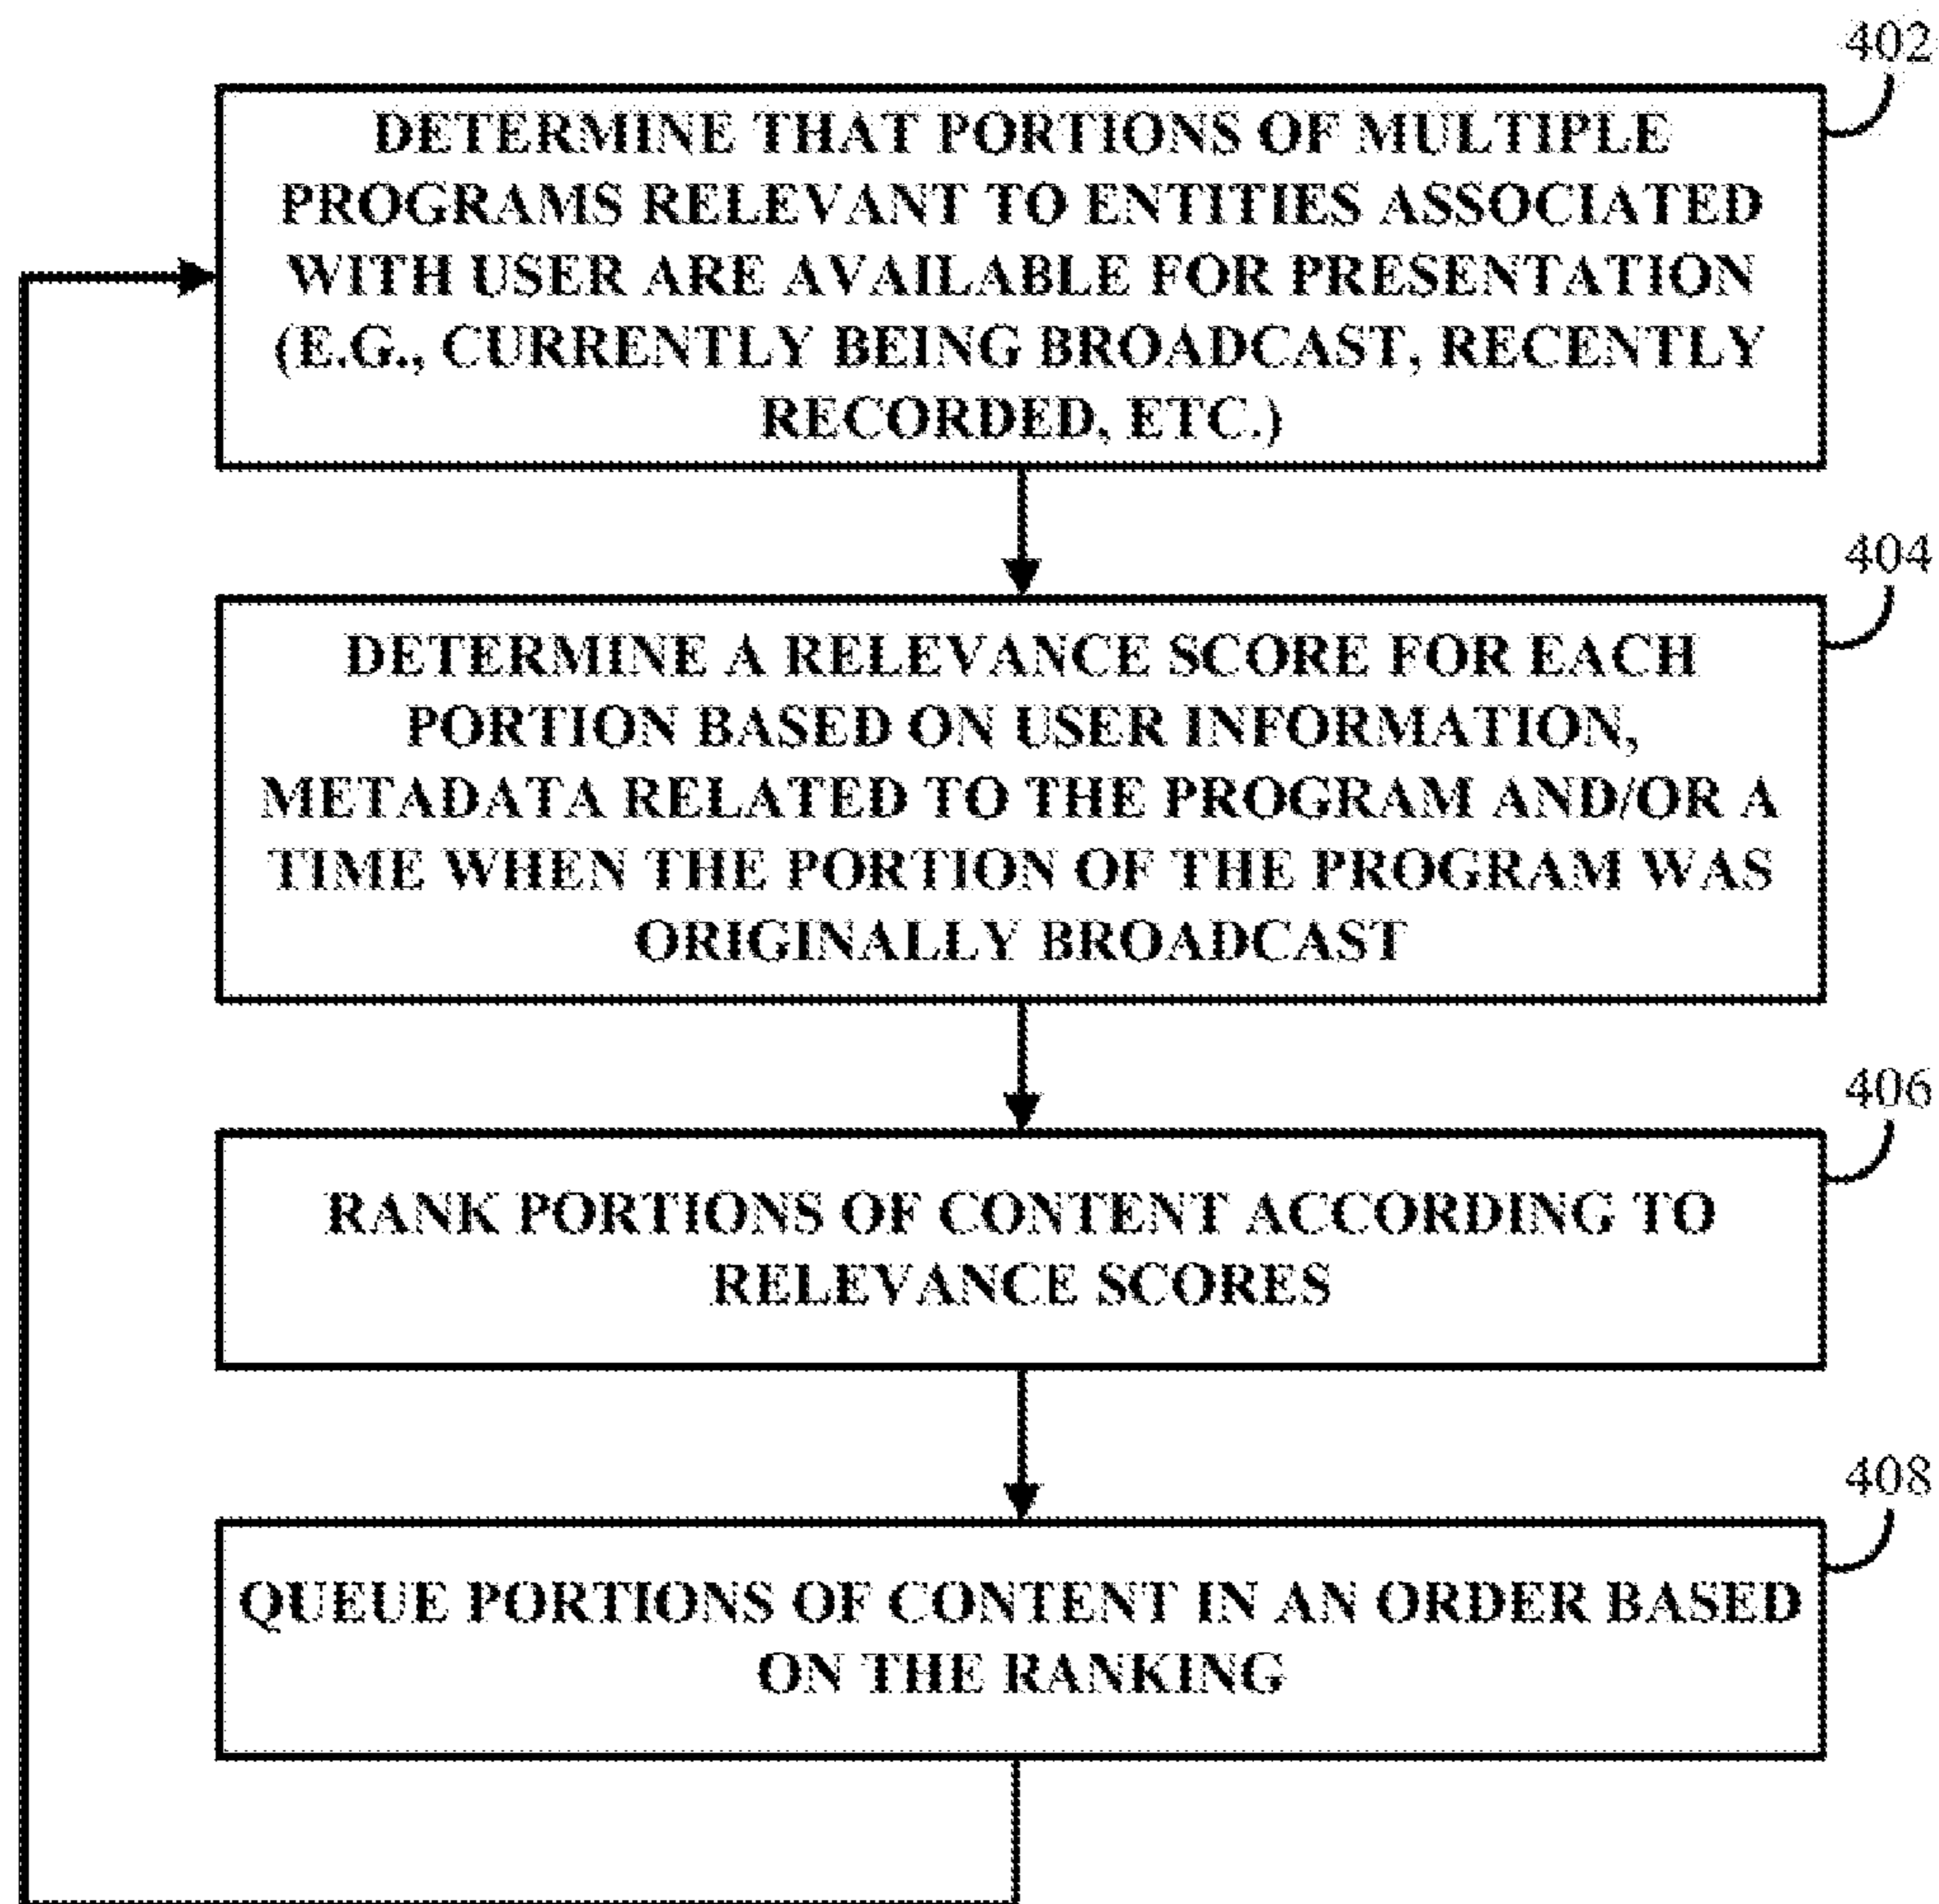 402
DETERMINE THAT PORTIONS OF MULTIPLE
PROGRAMS RELEVANT TO ENTITIES ASSOCIATED
WITH USER ARE AVAILABLE FOR PRESENTATION
(E.G., CURRENTLY BEING BROADCAST, RECENTLY
RECORDED, ETC.)
404
DETERMINE A RELEVANCE SCORE FOR EACH
PORTION BASED ON USER INFORMATION,
METADATA RELATED TO THE PROGRAM AND/OR A
TIME WHEN THE PORTION OF THE PROGRAM WAS
ORIGINALLY BROADCAST
406
RANK PORTIONS OF CONTENT ACCORDING TO
RELEVANCE SCORES
408
QUEUE PORTIONS OF CONTENT IN AN ORDER BASED
ON THE RANKING